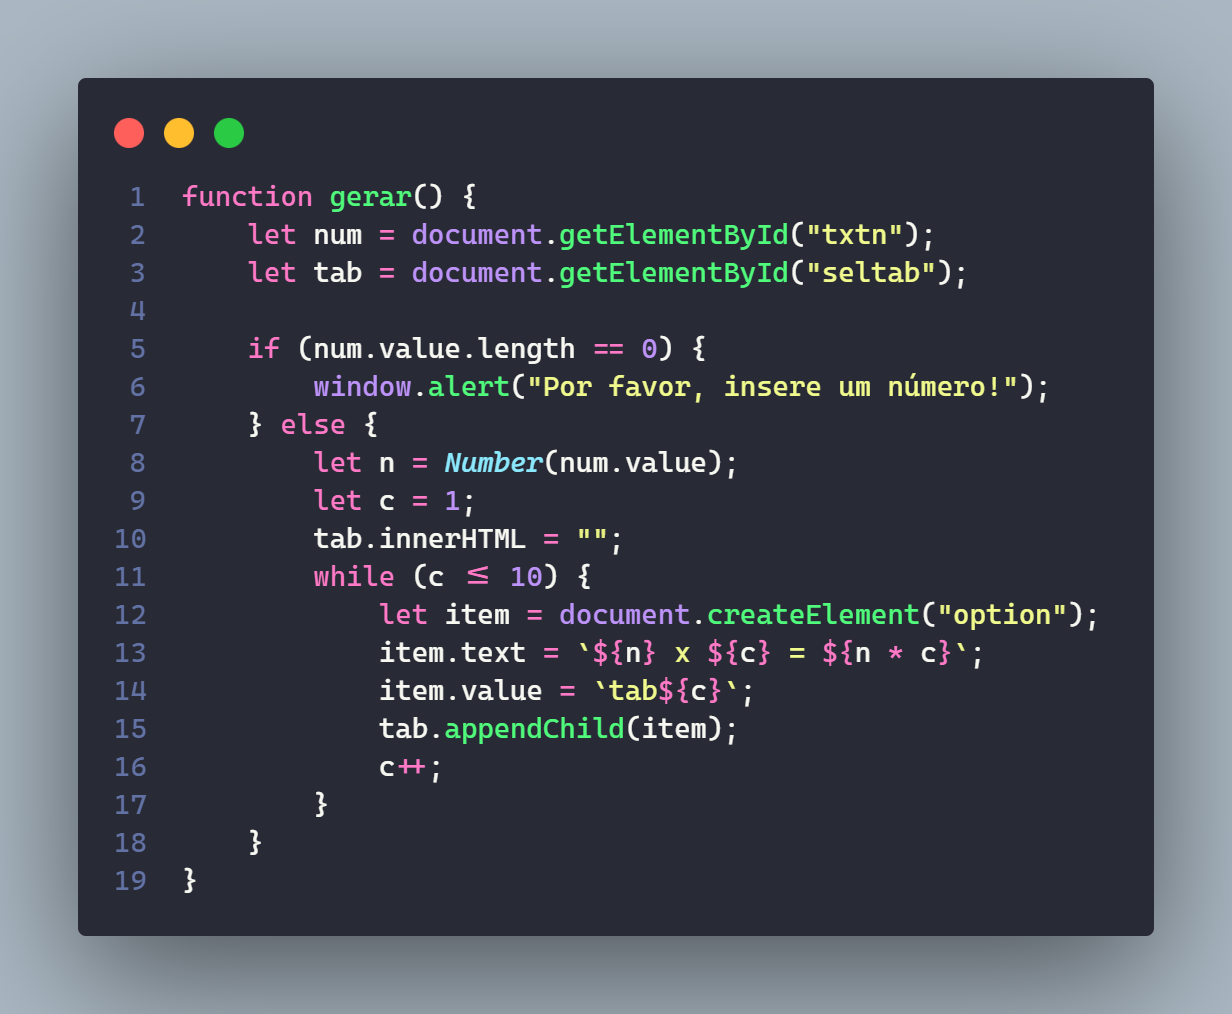 1 function gerar() {
2     let num = document.getElementById("txtn");
3     let tab = document.getElementById("seltab");
4
5     if (num.value.length == 0) {
6         window.alert("Por favor, insere um número!");
7     } else {
8         let n = Number(num.value);
9         let c = 1;
10         tab.innerHTML = "";
11         while (c <= 10) {
12             let item = document.createElement("option");
13             item.text = `${n} x ${c} = ${n * c}`;
14             item.value = `tab${c}`;
15             tab.appendChild(item);
16             c++;
17         }
18     }
19 }